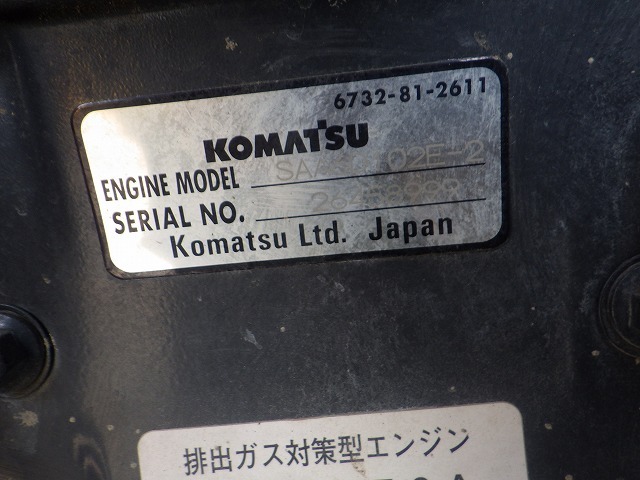 6732-81-2611
KOMATSU
ENGINE MODEL
SERIAL NO.
Komatsu Ltd. Japan
排出ガス対策型エンジン